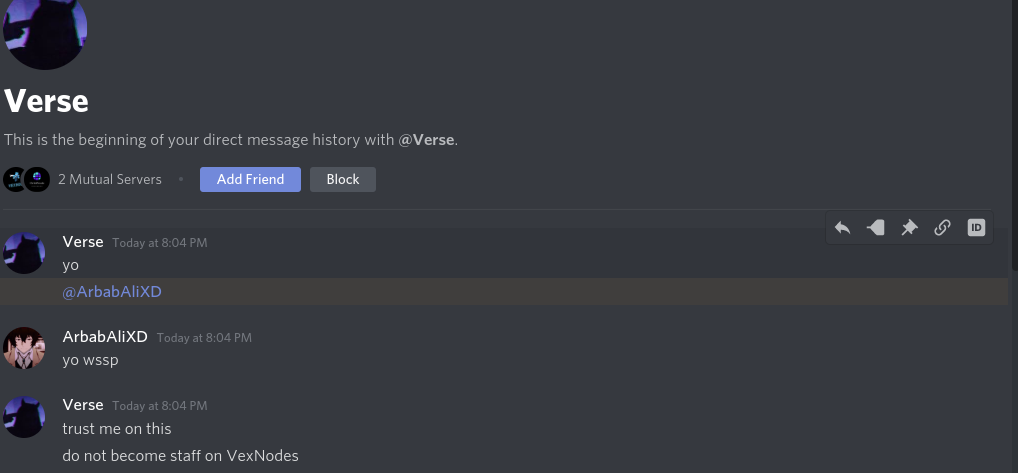 Verse
This is the beginning of your direct message history with @Verse.
2 Mutual Servers • Add Friend Block
Verse Today at 8:04 PM
yo
ID
@ArbabAliXD
ArbabAliXD Today at 8:04 PM
yo wssp
Verse Today at 8:04 PM
trust me on this
do not become staff on VexNodes